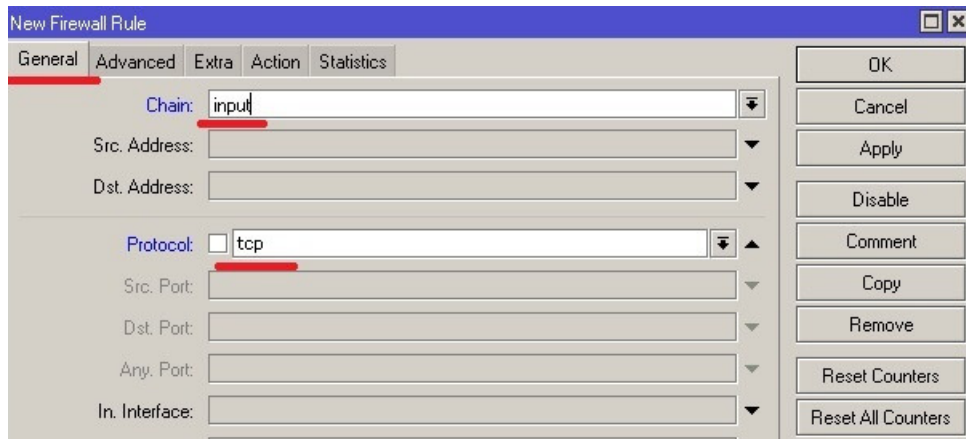 New Firewall Rule
General Advanced Extra Action Statistics
OK
Chain: input
Cancel
Src. Address:
Apply
Dst. Address:
Disable
Protocol: tcp
Comment
Src. Port:
Copy
Dst. Port:
Remove
Any. Port:
Reset Counters
In. Interface:
Reset All Counters